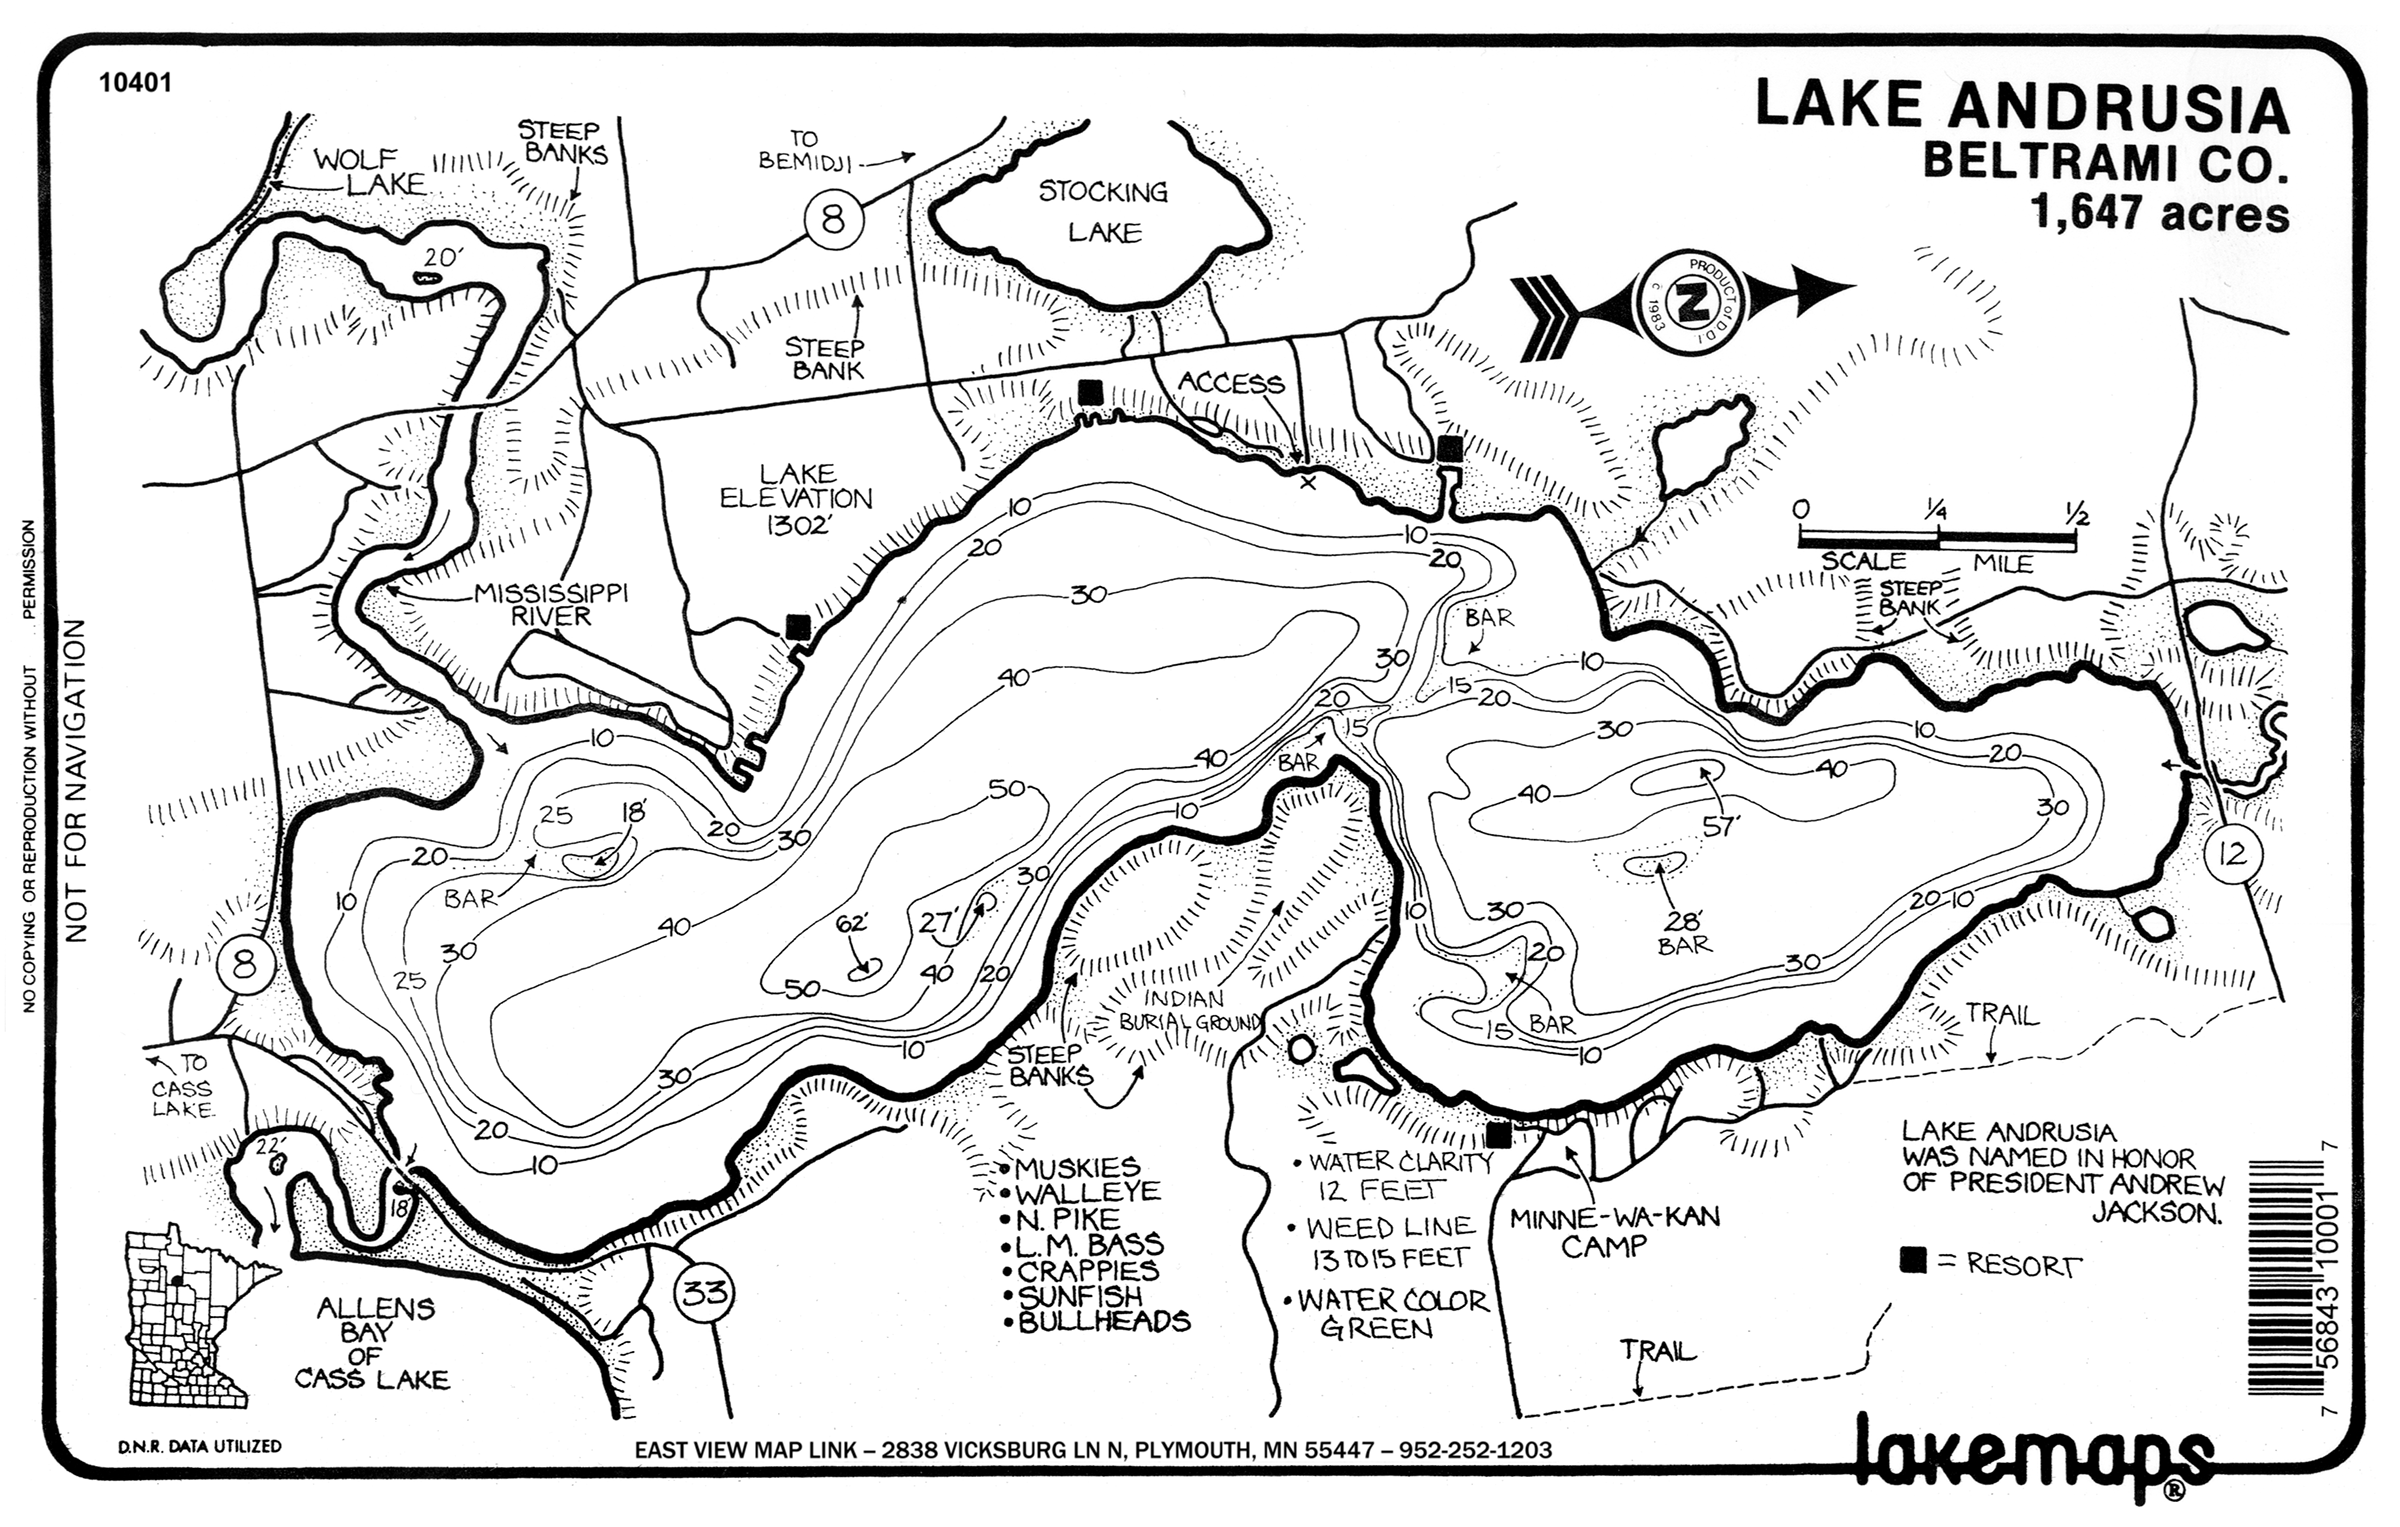 10401
LAKE ANDRUSIA
BELTRAMI CO.
1,647 acres
WOLF
LAKE
STEEP
BANKS
TO
BEMIDJI
8
STOCKING
LAKE
20'
STEEP
BANK
ACCESS
PRODUCT of D.D.I
N
c 1983
LAKE
ELEVATION
1302'
X
0
1/4
1/2
SCALE
MILE
STEEP
BANK
MISSISSIPPI
RIVER
10
20
30
40
10
20
30
BAR
10
15
20
20
15
BAR
40
10
30
10
20
40
40
57'
30
12
10
25
18'
20
20
30
BAR
50
10
30
62'
27'
40
10
30
28'
BAR
20
10
30
8
25
30
50
40
20
20
BAR
15
10
INDIAN
BURIAL GROUND
STEEP
BANKS
10
30
20
10
TRAIL
TO
CASS
LAKE
22'
18'
LAKE ANDRUSIA
WAS NAMED IN HONOR
OF PRESIDENT ANDREW
JACKSON.
= RESORT
• MUSKIES
• WALLEYE
• N. PIKE
• L.M. BASS
• CRAPPIES
• SUNFISH
• BULLHEADS
• WATER CLARITY
12 FEET
• WEED LINE
13 TO 15 FEET
• WATER COLOR
GREEN
MINNE-WA-KAN
CAMP
33
ALLENS
BAY
OF
CASS LAKE
TRAIL
7 56843 10001 7
NOT FOR NAVIGATION
NO COPYING OR REPRODUCTION WITHOUT PERMISSION
D.N.R. DATA UTILIZED
EAST VIEW MAP LINK – 2838 VICKSBURG LN N, PLYMOUTH, MN 55447 – 952-252-1203
lakemaps®